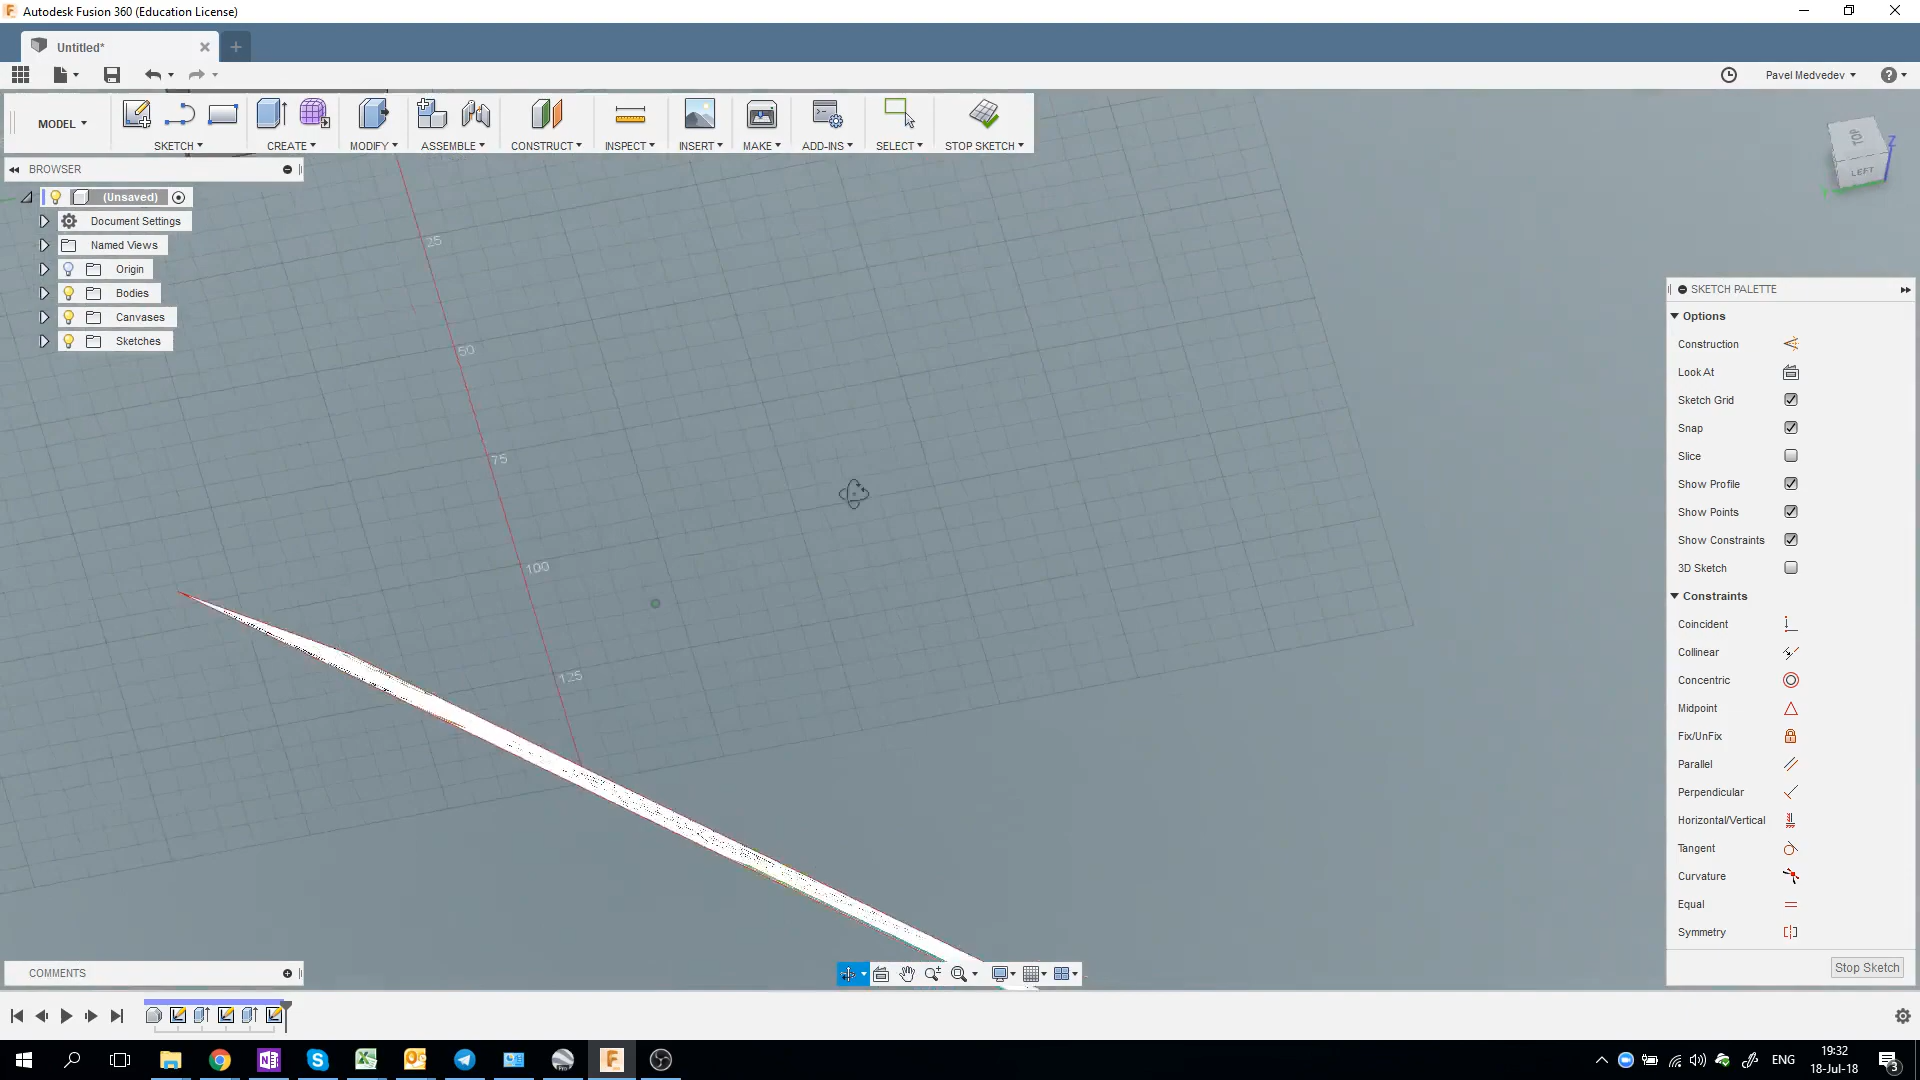 Autodesk Fusion 360 (Education License)
Untitled*
Pavel Medvedev
MODEL
SKETCH
CREATE
MODIFY
ASSEMBLE
CONSTRUCT
INSPECT
INSERT
MAKE
ADD-INS
SELECT
STOP SKETCH
TOP
LEFT
Z
Y
BROWSER
(Unsaved)
Document Settings
Named Views
Origin
Bodies
Canvases
Sketches
25
50
75
100
125
SKETCH PALETTE
Options
Construction
Look At
Sketch Grid
Snap
Slice
Show Profile
Show Points
Show Constraints
3D Sketch
Constraints
Coincident
Collinear
Concentric
Midpoint
Fix/UnFix
Parallel
Perpendicular
Horizontal/Vertical
Tangent
Curvature
Equal
Symmetry
Stop Sketch
COMMENTS
ENG
19:32
18-Jul-18
3